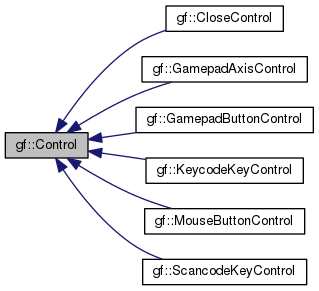 gf::CloseControl
gf::GamepadAxisControl
gf::GamepadButtonControl
gf::Control
gf::KeycodeKeyControl
gf::MouseButtonControl
gf::ScancodeKeyControl